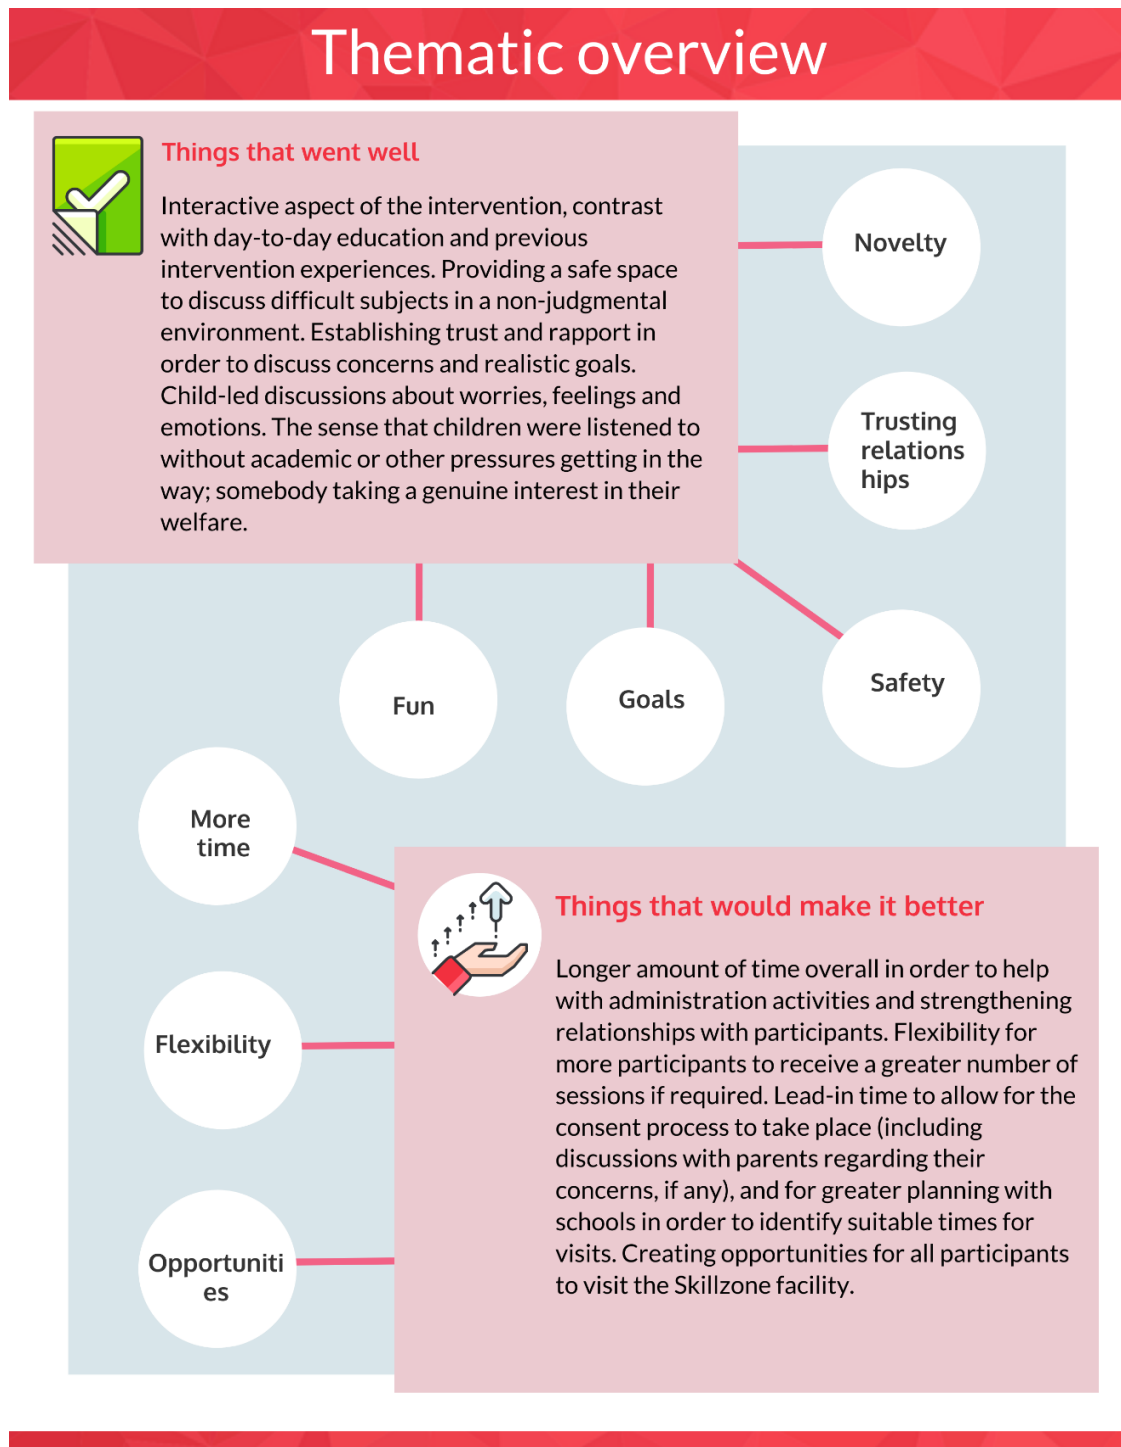 Thematic overview
Things that went well
Interactive aspect of the intervention, contrast
with day-to-day education and previous
intervention experiences. Providing a safe space
to discuss difficult subjects in a non-judgmental
environment. Establishing trust and rapport in
order to discuss concerns and realistic goals.
Child-led discussions about worries, feelings and
emotions. The sense that children were listened to
without academic or other pressures getting in the
way; somebody taking a genuine interest in their
welfare.
Novelty
Trusting
relations
hips
Fun
Goals
Safety
More
time
Flexibility
Opportuniti
es
Things that would make it better
Longer amount of time overall in order to help
with administration activities and strengthening
relationships with participants. Flexibility for
more participants to receive a greater number of
sessions if required. Lead-in time to allow for the
consent process to take place (including
discussions with parents regarding their
concerns, if any), and for greater planning with
schools in order to identify suitable times for
visits. Creating opportunities for all participants
to visit the Skillzone facility.